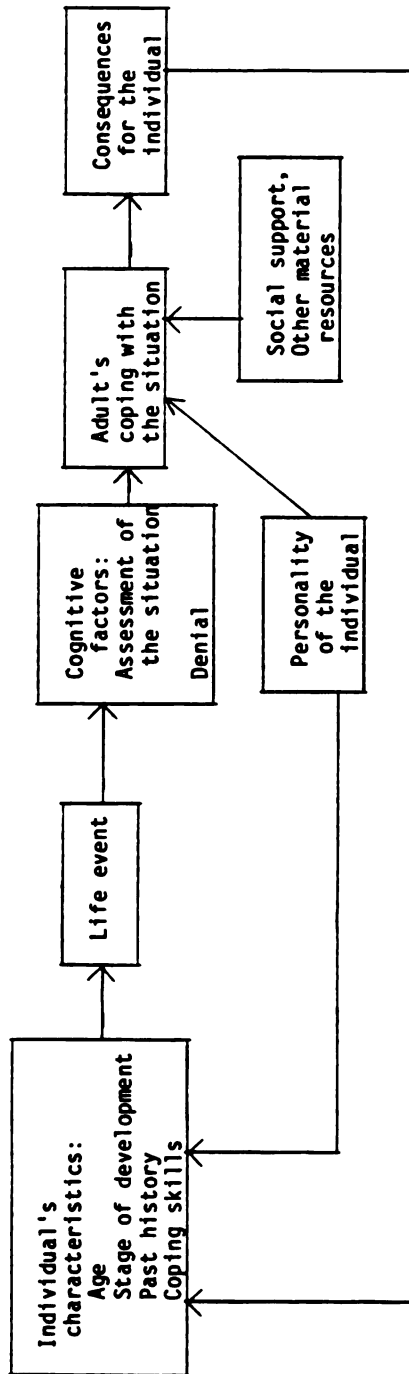 Individual's
characteristics:
Age
Stage of development
Past history
Coping skills
Life event
Cognitive
factors:
Assessment of
the situation
Denial
Adult's
coping with
the situation
Consequences
for the
individual
Personality
of the
individual
Social support,
Other material
resources